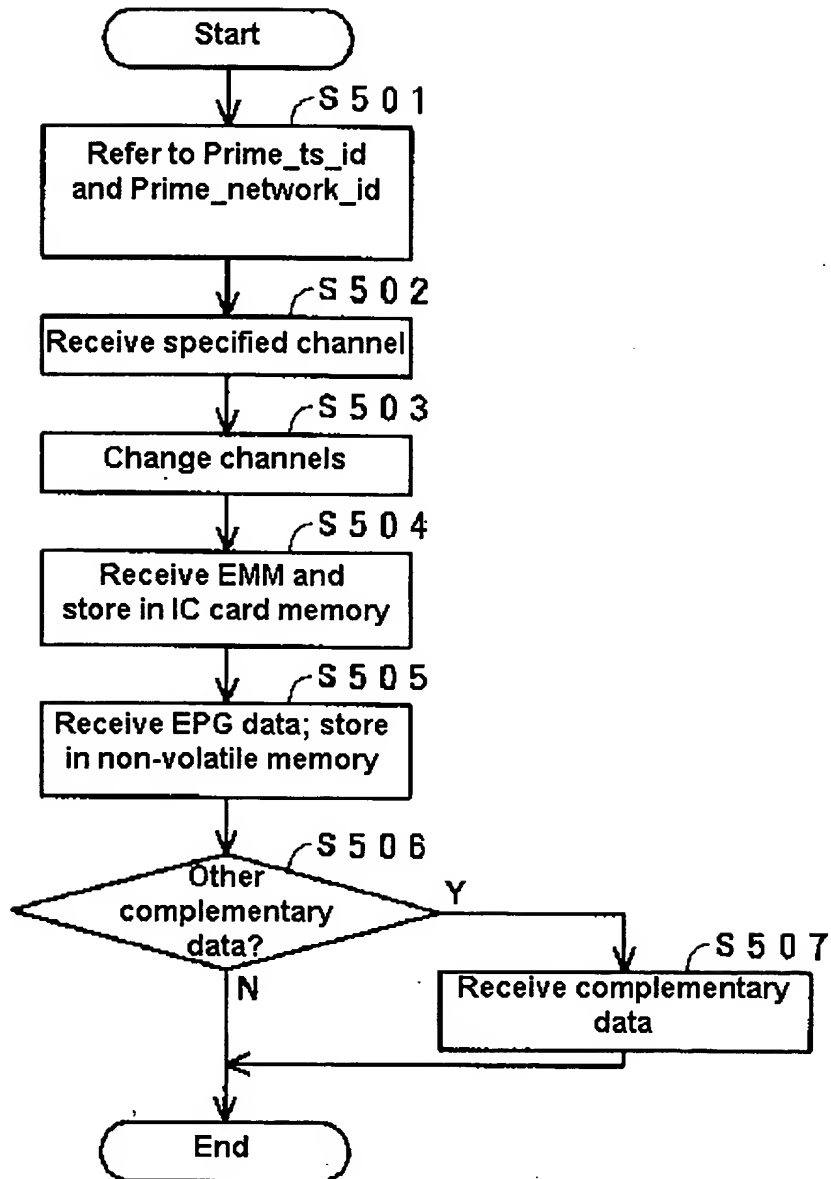 Start
S501
Refer to Prime_ts_id
and Prime_network_id
S502
Receive specified channel
S503
Change channels
S504
Receive EMM and
store in IC card memory
S505
Receive EPG data; store
in non-volatile memory
S506
Other
complementary
data?
Y
N
S507
Receive complementary
data
End